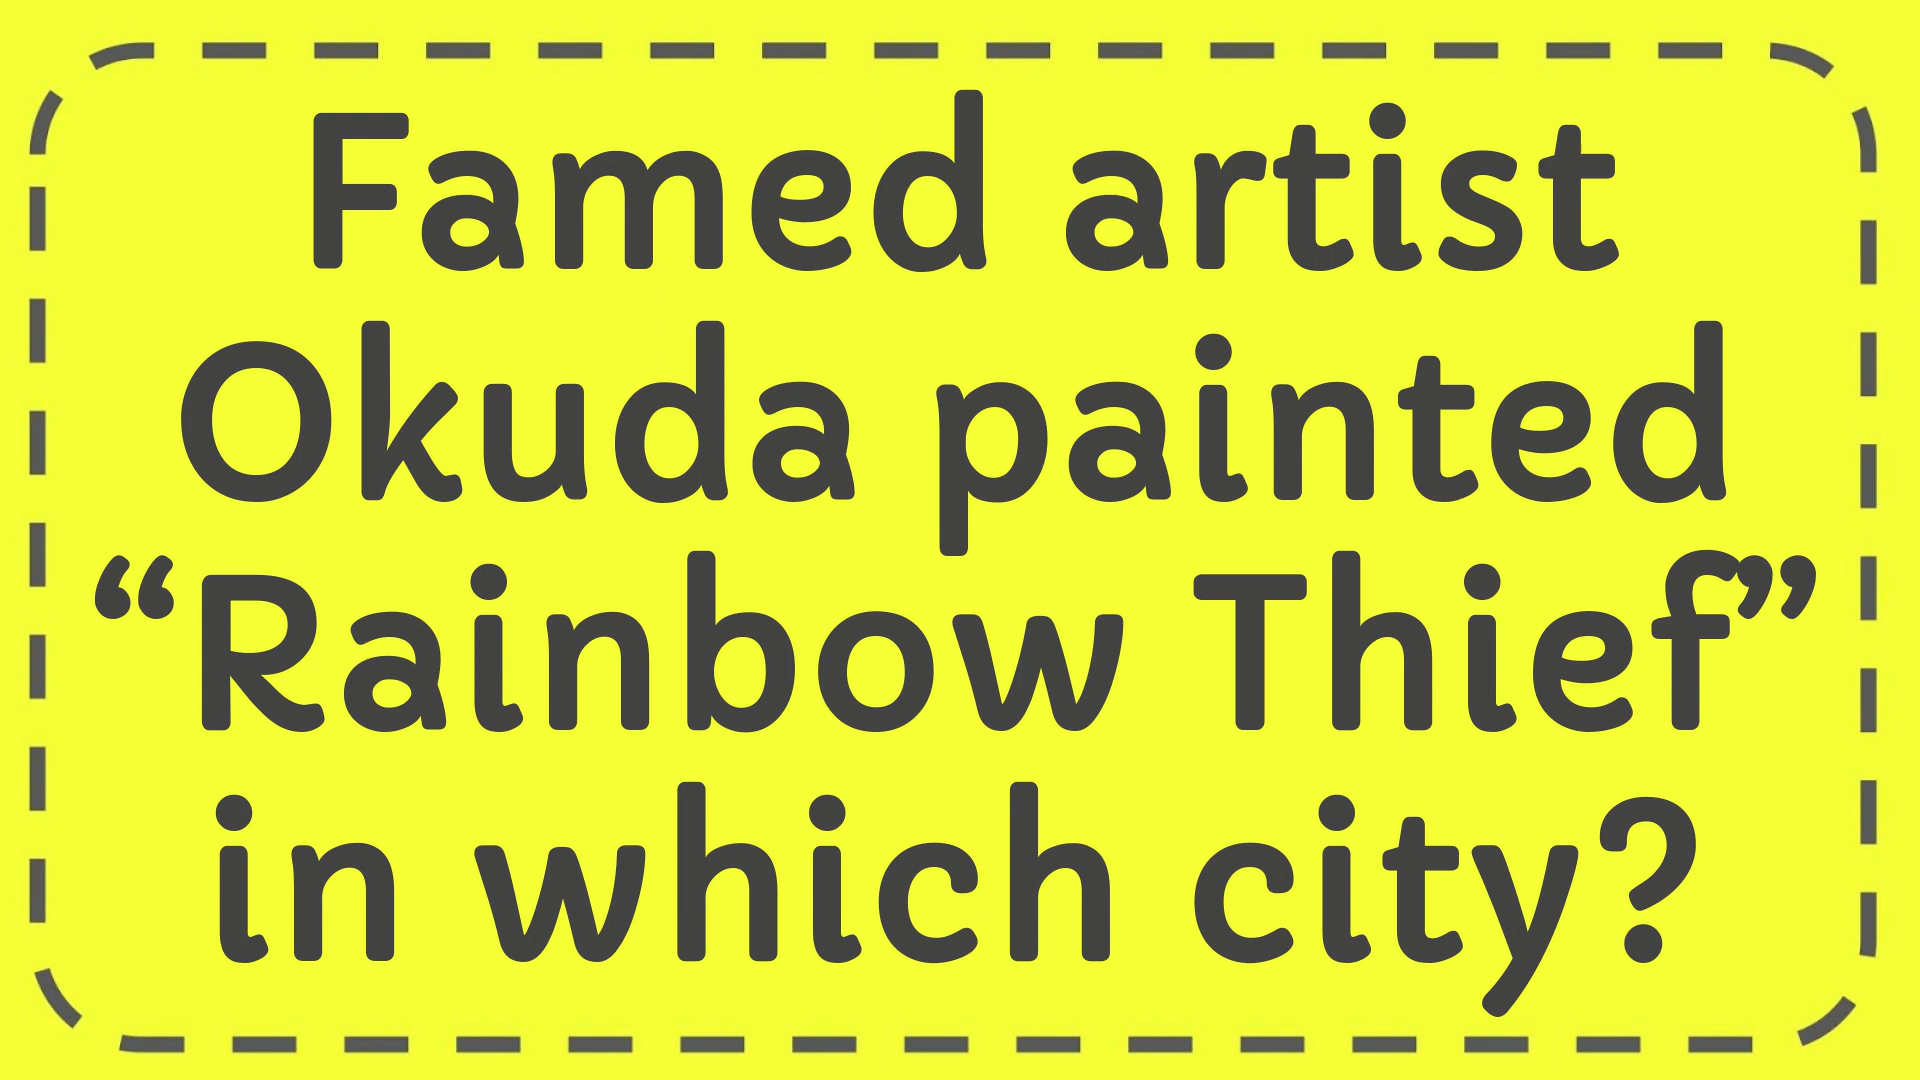 Famed artist
Okuda painted
“Rainbow Thief”
in which city?